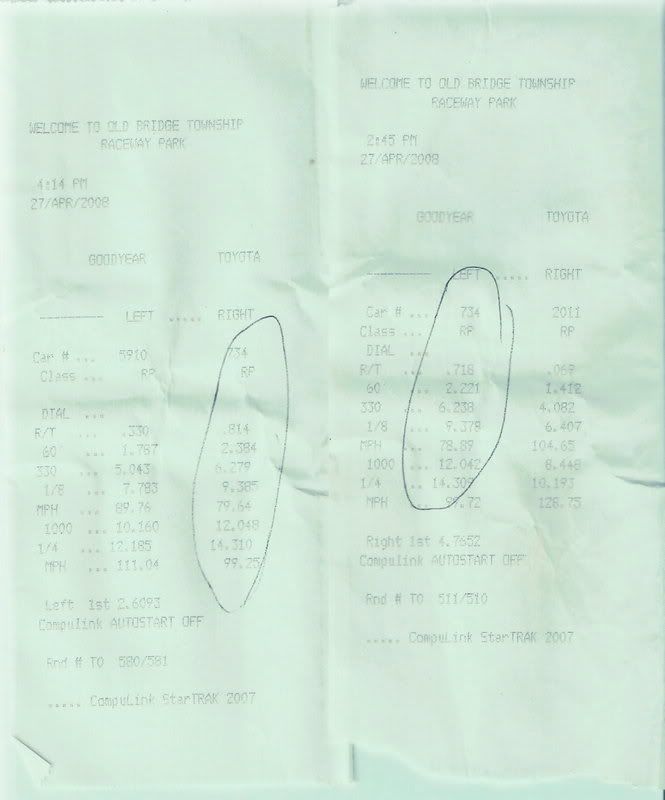 WELCOME TO OLD BRIDGE TOWNSHIP
RACEWAY PARK
4:14 PM
27/APR/2008
GOODYEAR TOYOTA
---------- LEFT ..... RIGHT
Car # ... 5910 734
Class ... RP RP
DIAL ...
R/T ... .330 .814
60' ... 1.767 2.384
330 ... 5.043 6.279
1/8 ... 7.783 9.385
MPH ... 89.76 79.64
1000 ... 10.160 12.048
1/4 ... 12.185 14.310
MPH ... 111.04 99.25
Left 1st 2.6093
CompuLink AUTOSTART OFF
Rnd # TO 580/581
..... CompuLink StarTRAK 2007
WELCOME TO OLD BRIDGE TOWNSHIP
RACEWAY PARK
2:45 PM
27/APR/2008
GOODYEAR TOYOTA
---------- LEFT ..... RIGHT
Car # ... 734 2011
Class ... RP RP
DIAL ...
R/T ... .718 .069
60' ... 2.221 1.412
330 ... 6.238 4.082
1/8 ... 9.379 6.407
MPH ... 78.89 104.65
1000 ... 12.042 8.448
1/4 ... 14.309 10.193
MPH ... 99.72 128.75
Right 1st 4.7652
CompuLink AUTOSTART OFF
Rnd # TO 511/510
..... CompuLink StarTRAK 2007